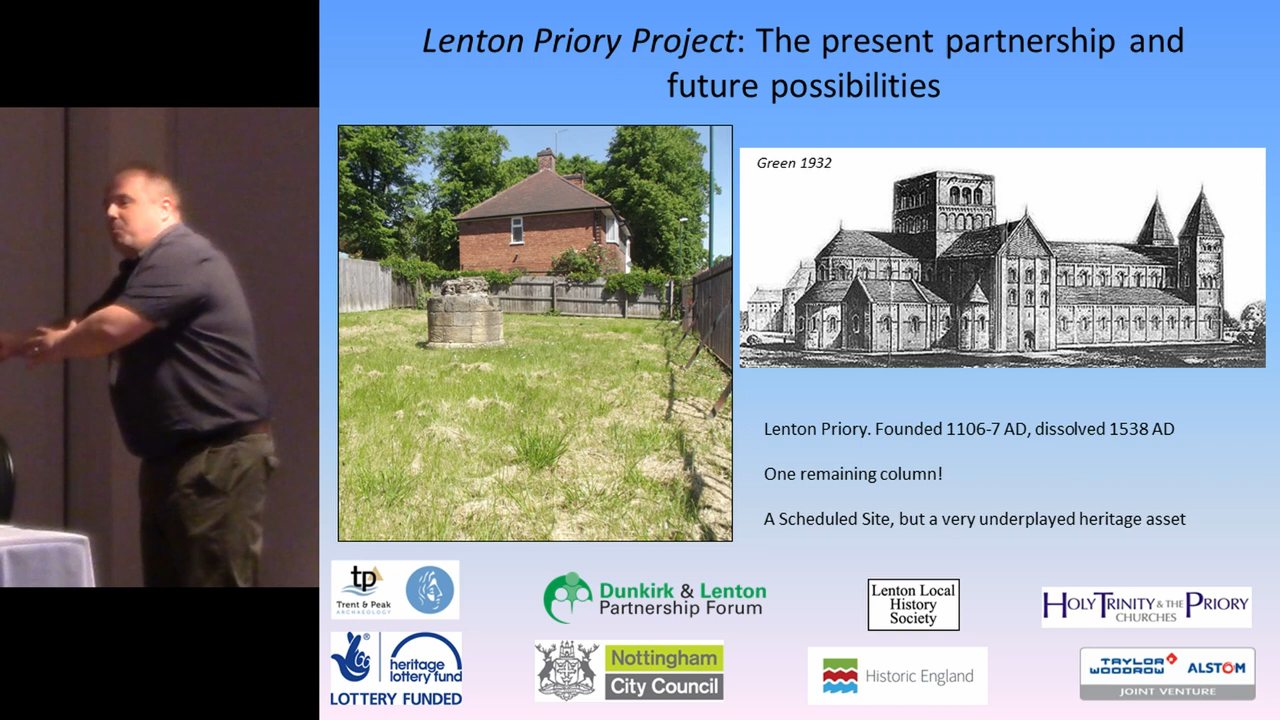 Lenton Priory Project: The present partnership and
future possibilities
Green 1932
Lenton Priory. Founded 1106-7 AD, dissolved 1538 AD
One remaining column!
A Scheduled Site, but a very underplayed heritage asset
tp
TRENT & PEAK
ARCHAEOLOGY
Dunkirk & Lenton
Partnership Forum
Lenton Local
History
Society
HOLY TRINITY & THE PRIORY
CHURCHES
heritage
lottery fund
LOTTERY FUNDED
Nottingham
City Council
Historic England
TAYLOR
WOODROW
ALSTOM
JOINT VENTURE